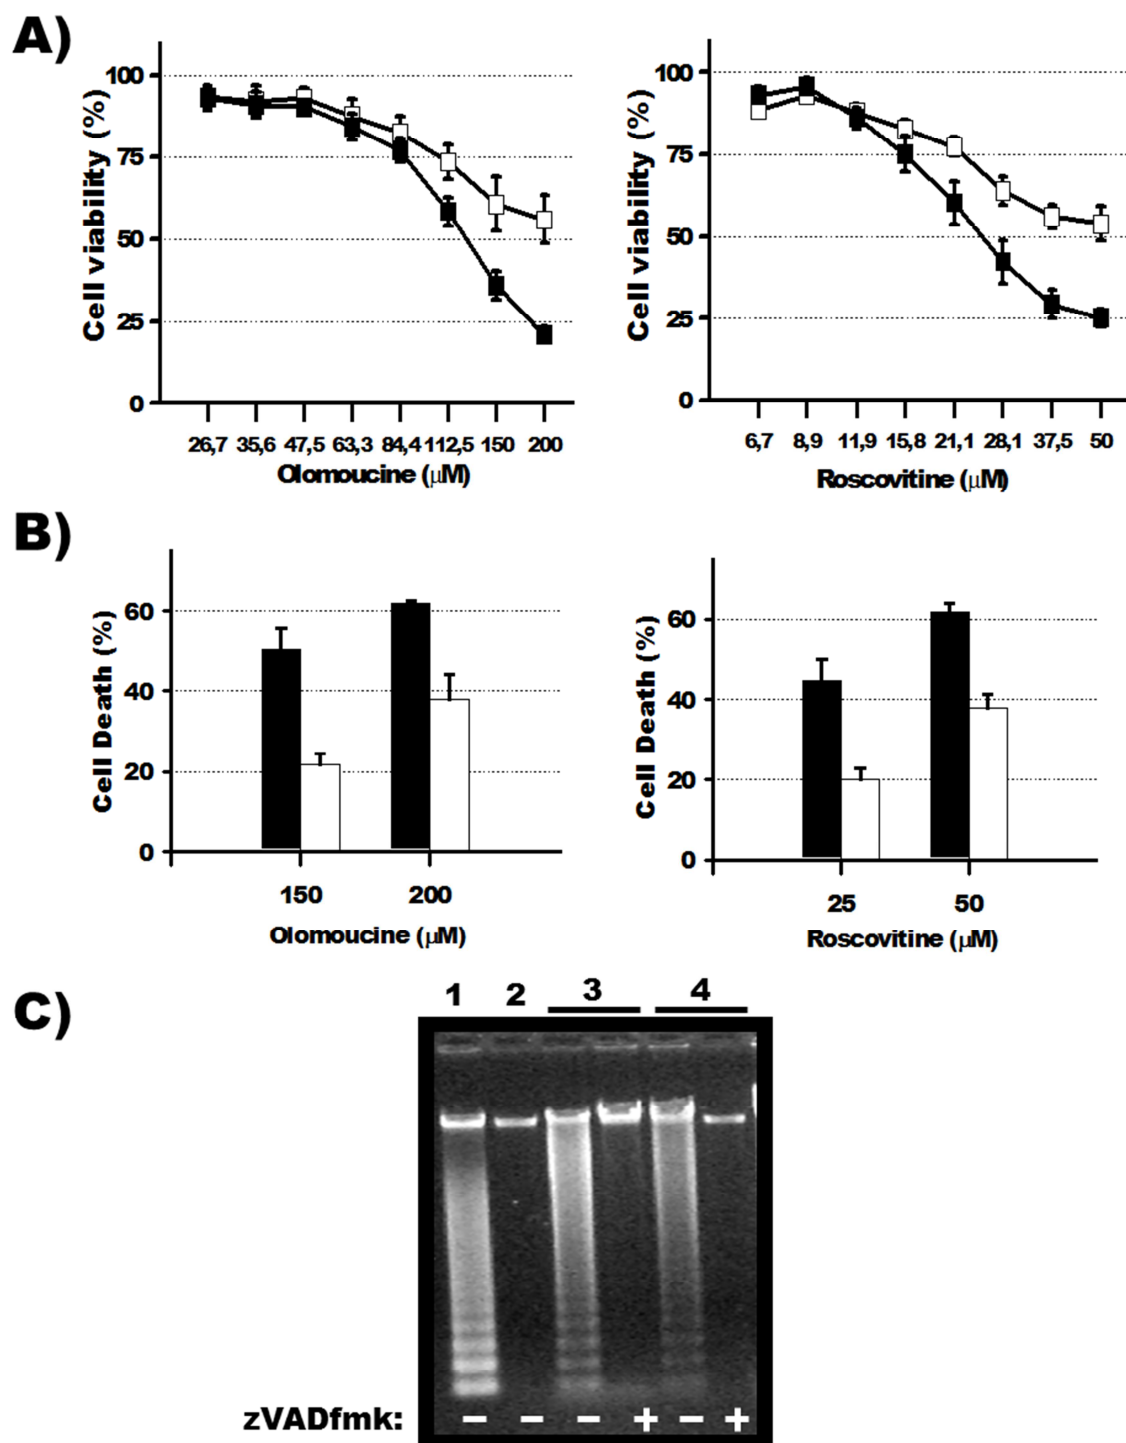 A)
Cell viability (%)
100
75
50
25
0
26,7 35,6 47,5 63,3 84,4 112,5 150 200
Olomoucine (μM)
Cell viability (%)
100
75
50
25
0
6,7 8,9 11,9 15,8 21,1 28,1 37,5 50
Roscovitine (μM)
B)
Cell Death (%)
60
40
20
0
150 200
Olomoucine (μM)
Cell Death (%)
60
40
20
0
25 50
Roscovitine (μM)
C)
1 2 3 4
zVADfmk: − − − + − +